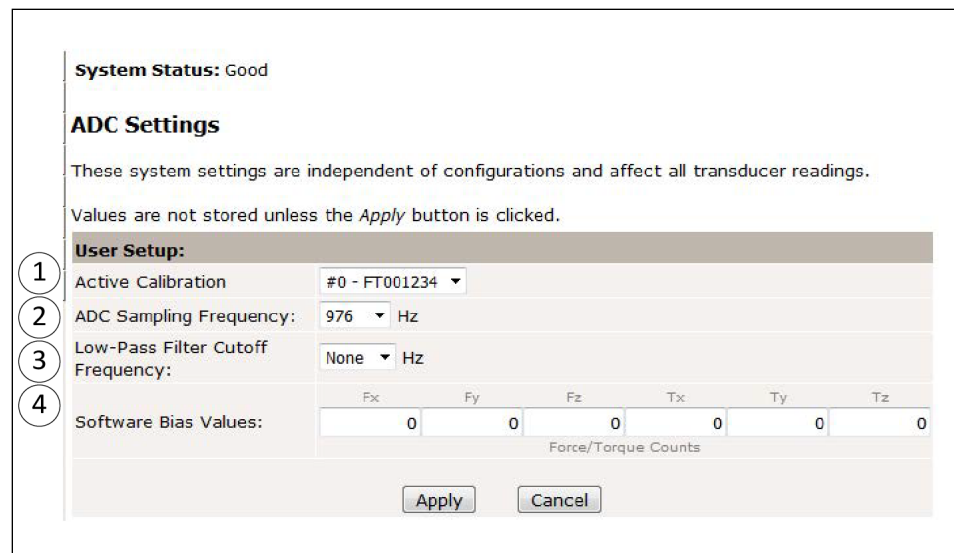 System Status: Good
ADC Settings
These system settings are independent of configurations and affect all transducer readings.
Values are not stored unless the Apply button is clicked.
User Setup:
1 Active Calibration #0 - FT001234
2 ADC Sampling Frequency: 976 Hz
3 Low-Pass Filter Cutoff
Frequency: None Hz
4 Fx Fy Fz Tx Ty Tz
Software Bias Values: 0 0 0 0 0 0
Force/Torque Counts
Apply Cancel